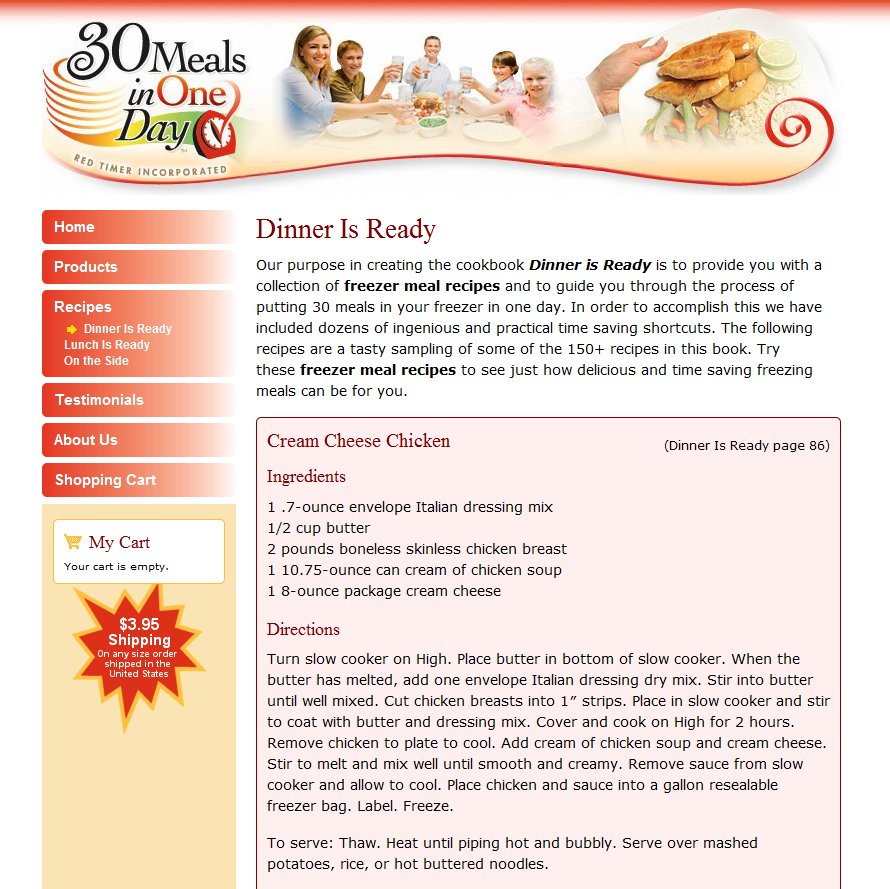 30 Meals
in One
Day
SM
RED TIMER INCORPORATED
Home
Products
Recipes
Dinner Is Ready
Lunch Is Ready
On the Side
Testimonials
About Us
Shopping Cart
My Cart
Your cart is empty.
$3.95
Shipping
On any size order
shipped in the
United States
Dinner Is Ready
Our purpose in creating the cookbook Dinner is Ready is to provide you with a
collection of freezer meal recipes and to guide you through the process of
putting 30 meals in your freezer in one day. In order to accomplish this we have
included dozens of ingenious and practical time saving shortcuts. The following
recipes are a tasty sampling of some of the 150+ recipes in this book. Try
these freezer meal recipes to see just how delicious and time saving freezing
meals can be for you.
Cream Cheese Chicken
(Dinner Is Ready page 86)
Ingredients
1 .7-ounce envelope Italian dressing mix
1/2 cup butter
2 pounds boneless skinless chicken breast
1 10.75-ounce can cream of chicken soup
1 8-ounce package cream cheese
Directions
Turn slow cooker on High. Place butter in bottom of slow cooker. When the
butter has melted, add one envelope Italian dressing dry mix. Stir into butter
until well mixed. Cut chicken breasts into 1” strips. Place in slow cooker and stir
to coat with butter and dressing mix. Cover and cook on High for 2 hours.
Remove chicken to plate to cool. Add cream of chicken soup and cream cheese.
Stir to melt and mix well until smooth and creamy. Remove sauce from slow
cooker and allow to cool. Place chicken and sauce into a gallon resealable
freezer bag. Label. Freeze.
To serve: Thaw. Heat until piping hot and bubbly. Serve over mashed
potatoes, rice, or hot buttered noodles.